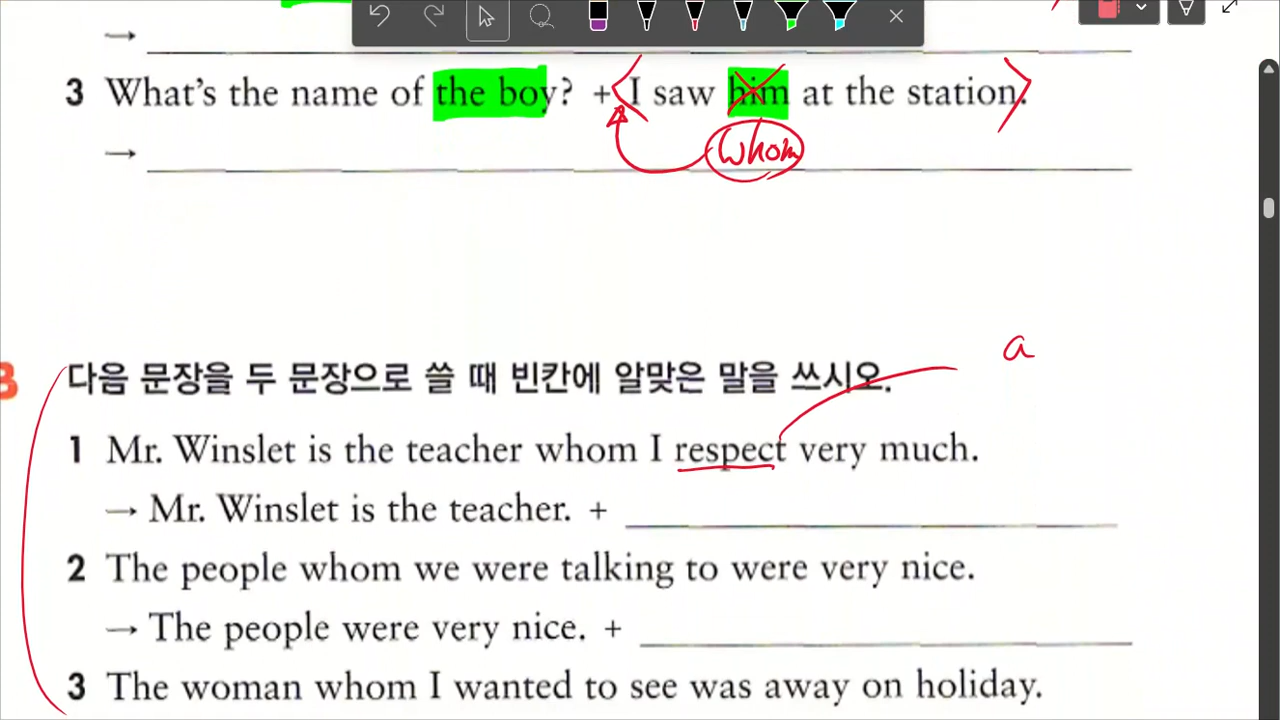 →
3 What's the name of the boy? + I saw him at the station.
whom
→
a
B 다음 문장을 두 문장으로 쓸 때 빈칸에 알맞은 말을 쓰시오.
1 Mr. Winslet is the teacher whom I respect very much.
→ Mr. Winslet is the teacher. +
2 The people whom we were talking to were very nice.
→ The people were very nice. +
3 The woman whom I wanted to see was away on holiday.